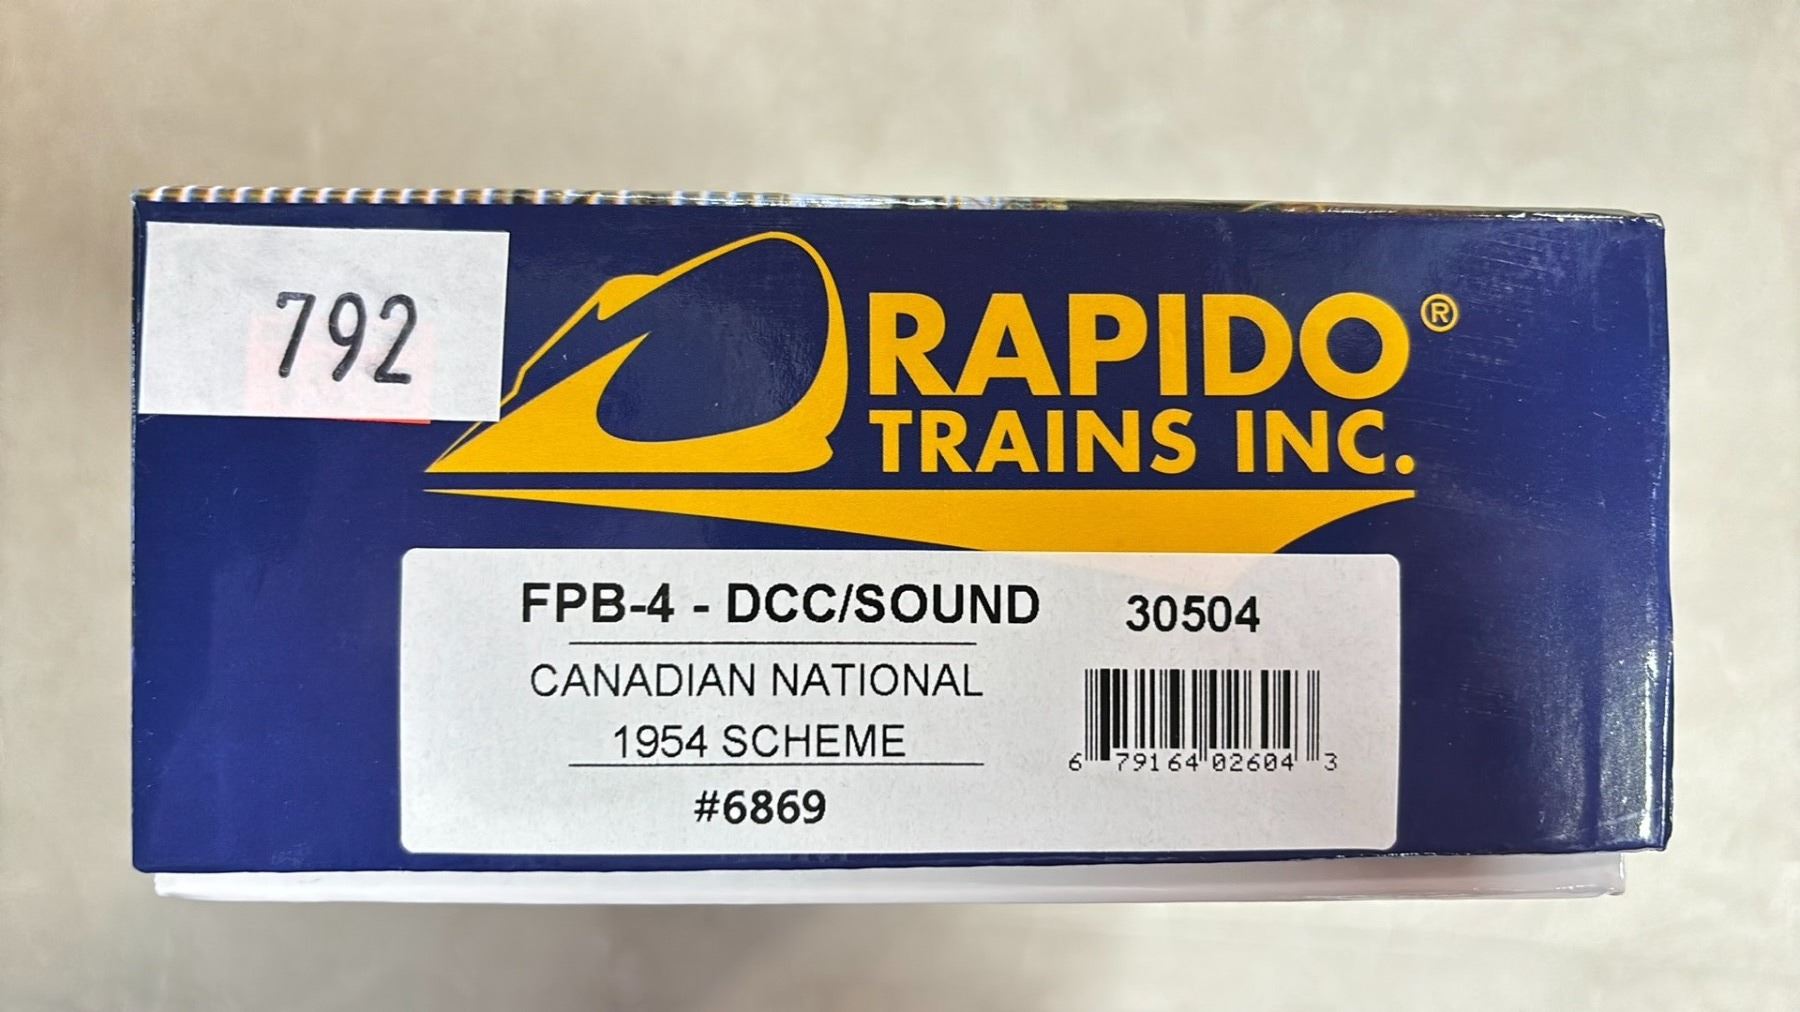 792
RAPIDO®
TRAINS INC.
FPB-4 - DCC/SOUND
30504
CANADIAN NATIONAL
1954 SCHEME
#6869
6 79164 02604 3